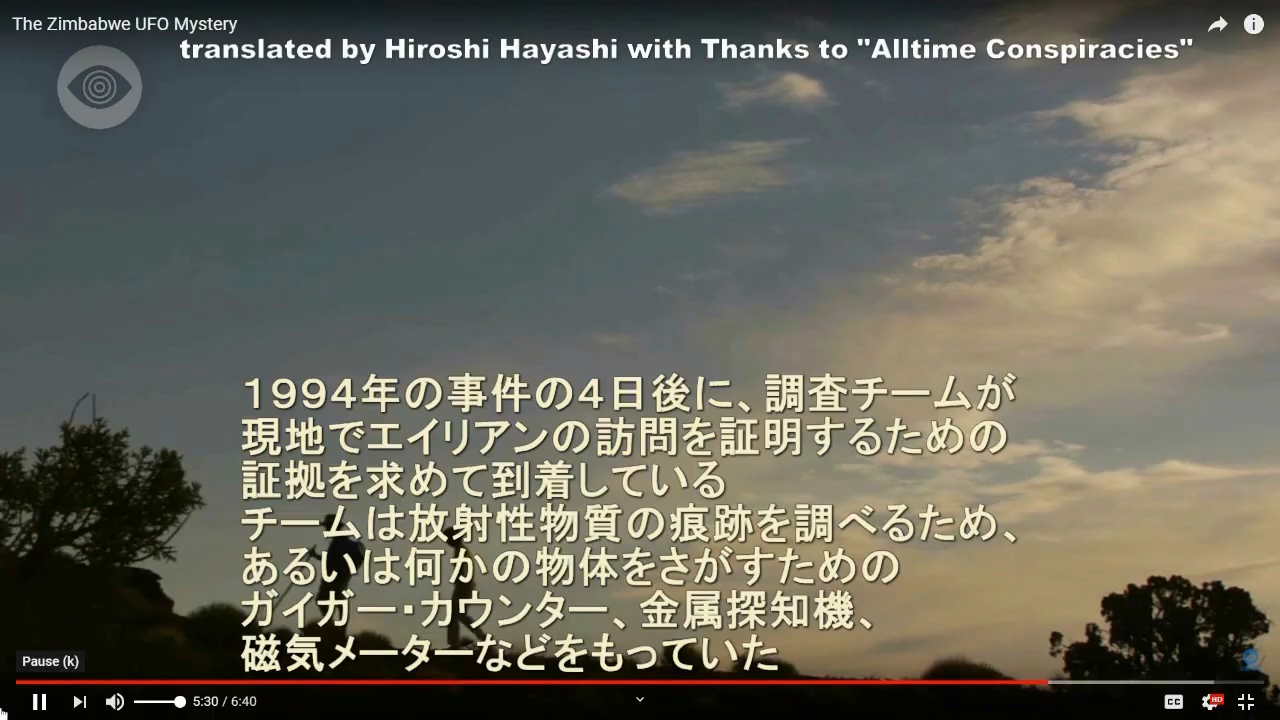 The Zimbabwe UFO Mystery
translated by Hiroshi Hayashi with Thanks to "Alltime Conspiracies"
１９９４年の事件の４日後に、調査チームが
現地でエイリアンの訪問を証明するための
証拠を求めて到着している
チームは放射性物質の痕跡を調べるため、
あるいは何かの物体をさがすための
ガイガー・カウンター、金属探知機、
磁気メーターなどをもっていた
Pause (k)
5:30 / 6:40
CC
HD